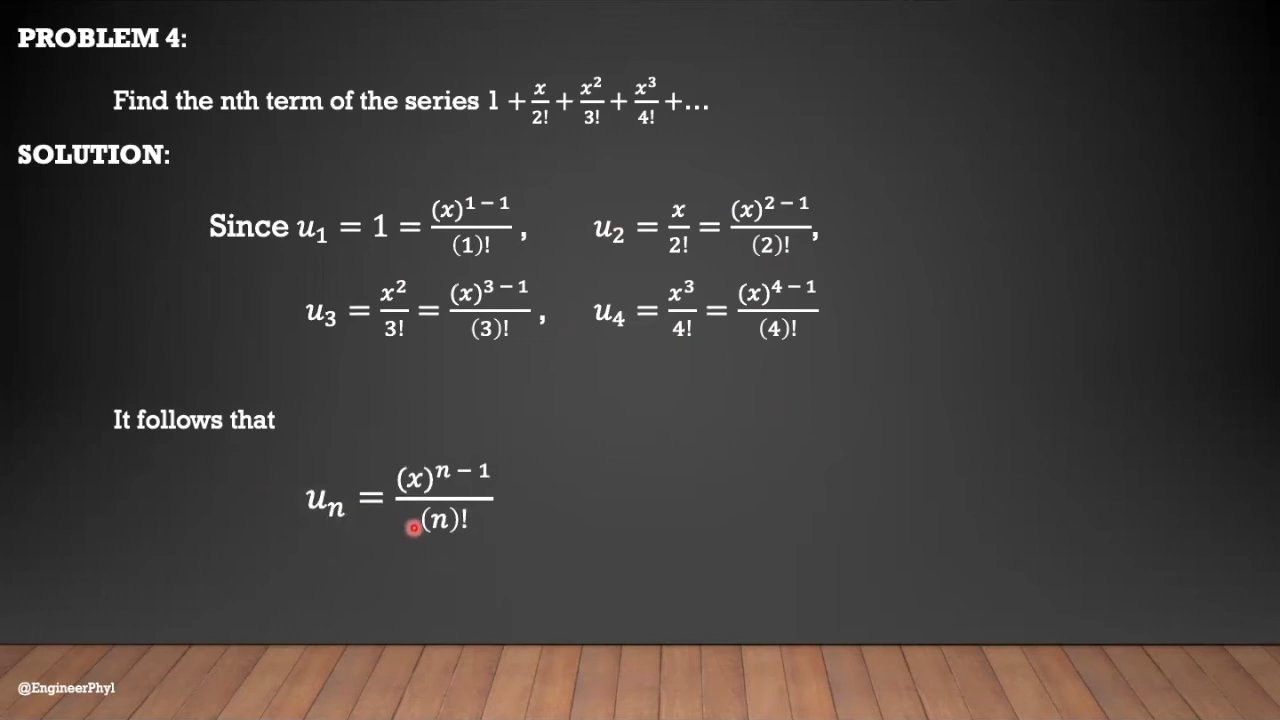 PROBLEM 4:
Find the nth term of the series 1 + x/2! + x²/3! + x³/4! +…
SOLUTION:
Since u₁ = 1 = (x)¹⁻¹/(1)! , u₂ = x/2! = (x)²⁻¹/(2)! ,
u₃ = x²/3! = (x)³⁻¹/(3)! , u₄ = x³/4! = (x)⁴⁻¹/(4)!
It follows that
uₙ = (x)ⁿ⁻¹/(n)!
@EngineerPhyl